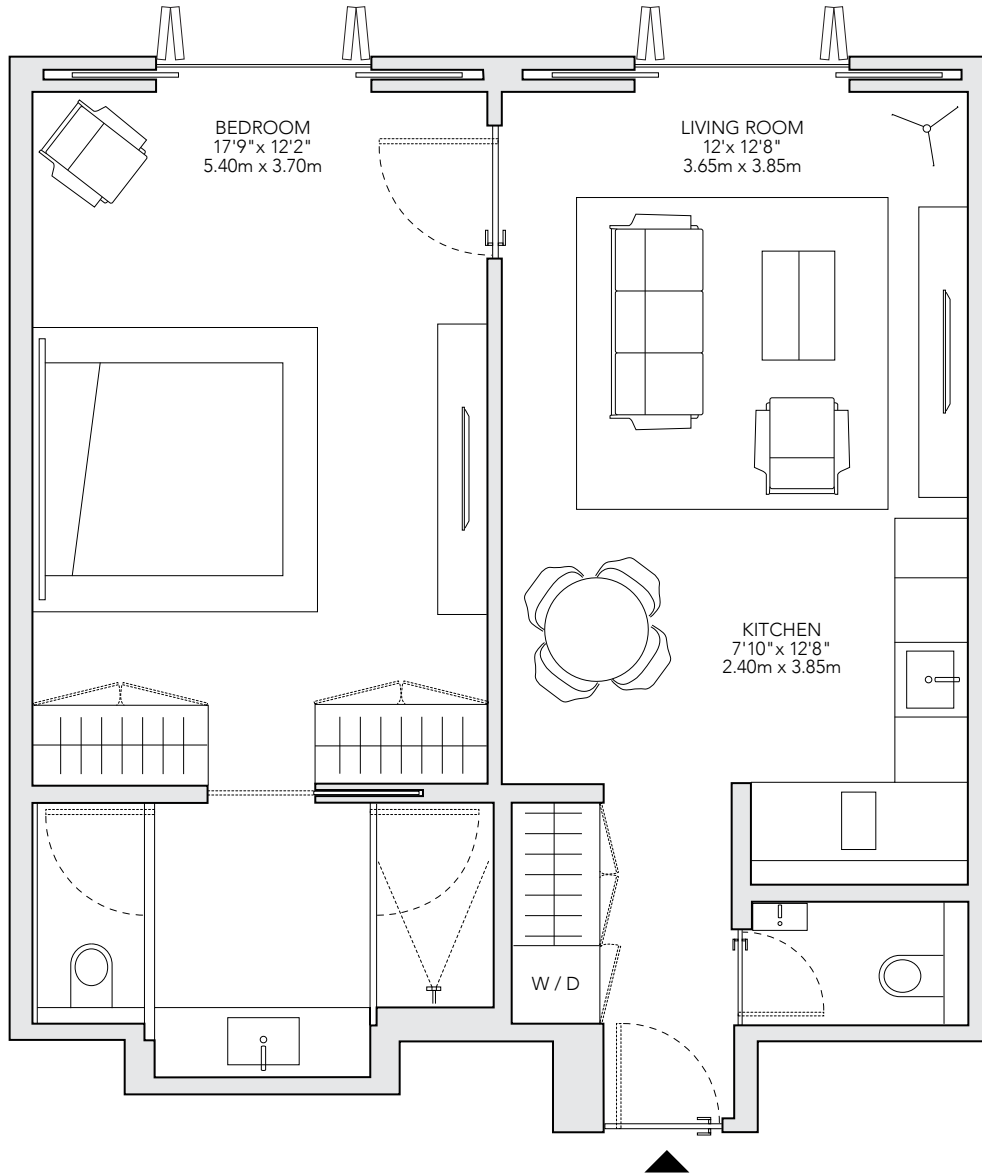 BEDROOM
17'9" x 12'2"
5.40m x 3.70m
LIVING ROOM
12' x 12'8"
3.65m x 3.85m
KITCHEN
7'10" x 12'8"
2.40m x 3.85m
W / D